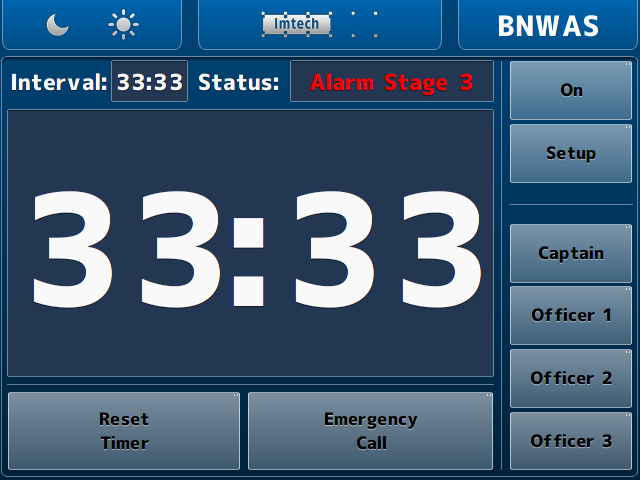 Imtech
BNWAS
Interval: 33:33 Status: Alarm Stage 3
On
Setup
33:33
Captain
Officer 1
Officer 2
Officer 3
Reset
Timer
Emergency
Call